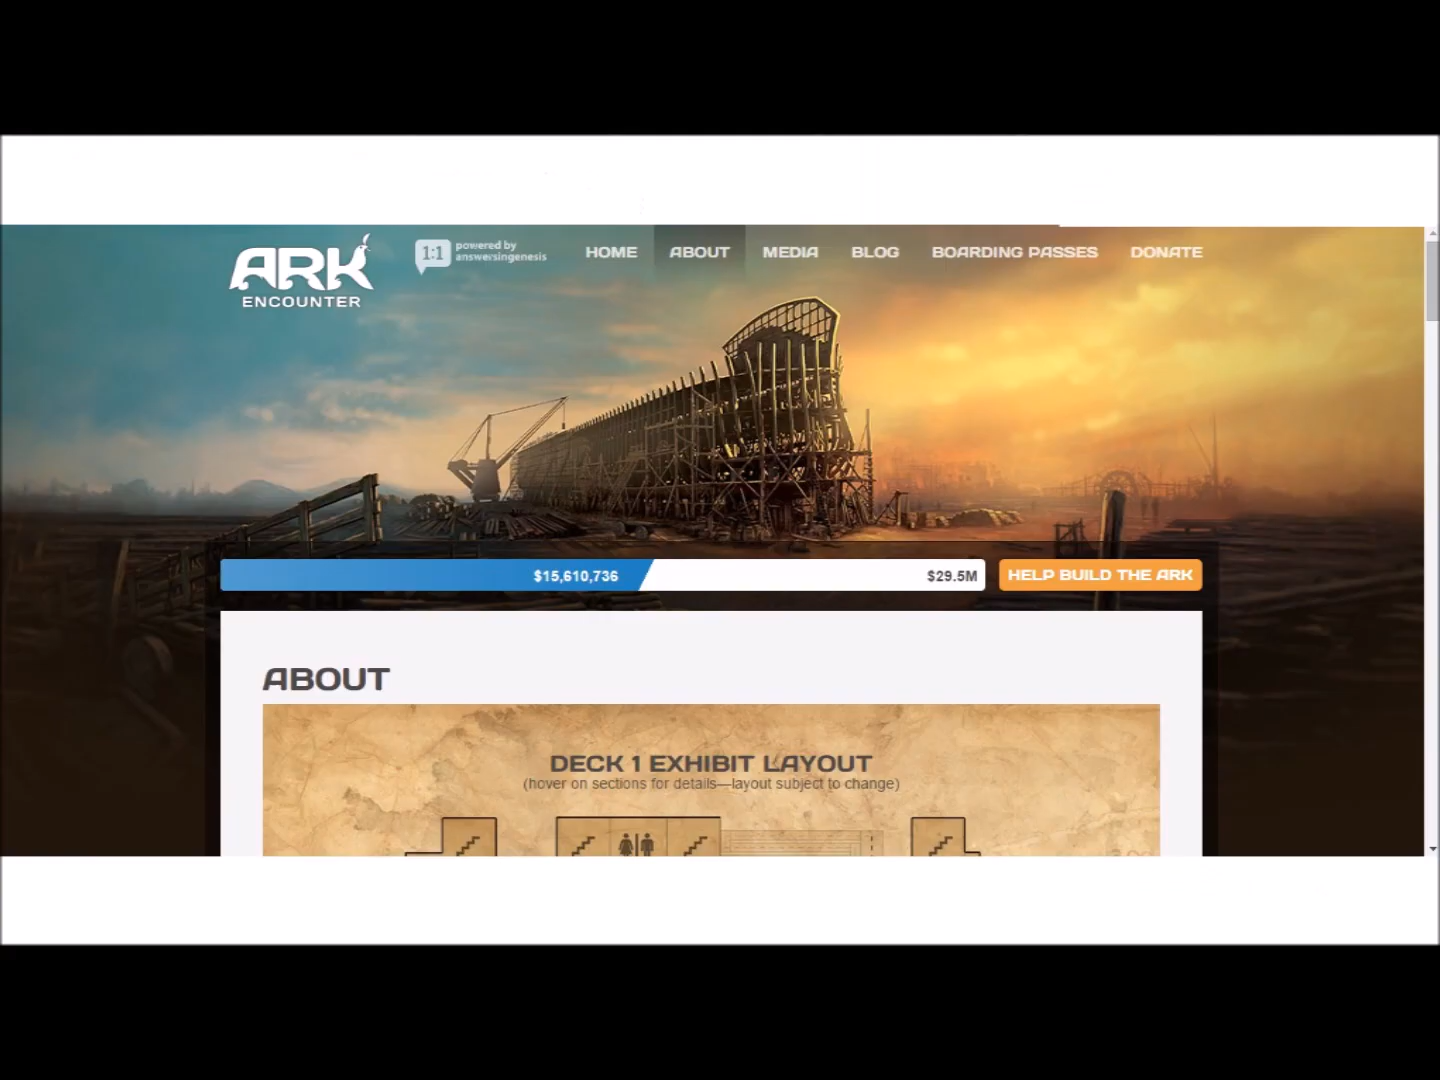 ARK
ENCOUNTER
1:1
powered by
answersingenesis
HOME
ABOUT
MEDIA
BLOG
BOARDING PASSES
DONATE
$15,610,736
$29.5M
HELP BUILD THE ARK
ABOUT
DECK 1 EXHIBIT LAYOUT
(hover on sections for details—layout subject to change)